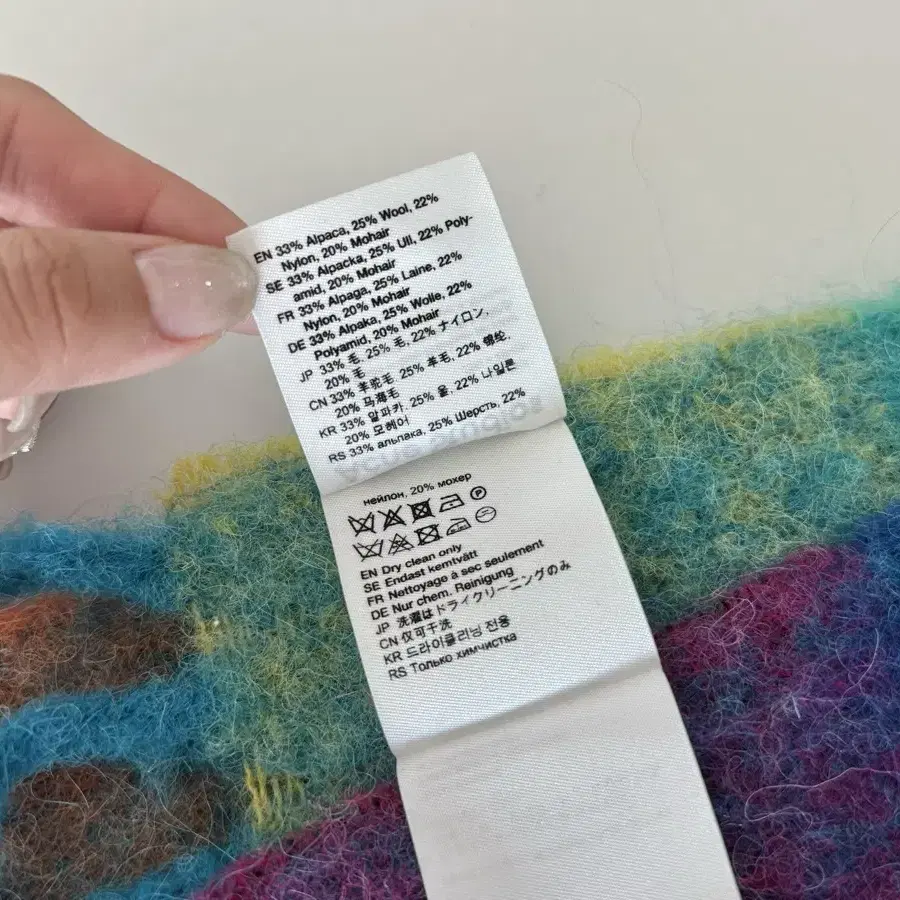 EN 33% Alpaca, 25% Wool, 22%
Nylon, 20% Mohair
SE 33% Alpacka, 25% Ull, 22% Poly-
amid, 20% Mohair
FR 33% Alpaga, 25% Laine, 22%
Nylon, 20% Mohair
DE 33% Alpaka, 25% Wolle, 22%
Polyamid, 20% Mohair
JP 33% 毛, 25% 毛, 22% ナイロン,
20% 毛
CN 33% 羊驼毛, 25% 羊毛, 22%
20% 马海毛
KR 33% 알파카, 25% 울, 22% 나일론
20% 모헤어
RS 33% альпака, 25% Шерсть, 22%
нейлон, 20% мохер
P
EN Dry clean only
SE Endast kemtvätt
FR Nettoyage à sec seulement
DE Nur chem. Reinigung
JP 洗濯はドライクリーニングのみ
CN 仅可干洗
KR 드라이클리닝 전용
RS Только химчистка